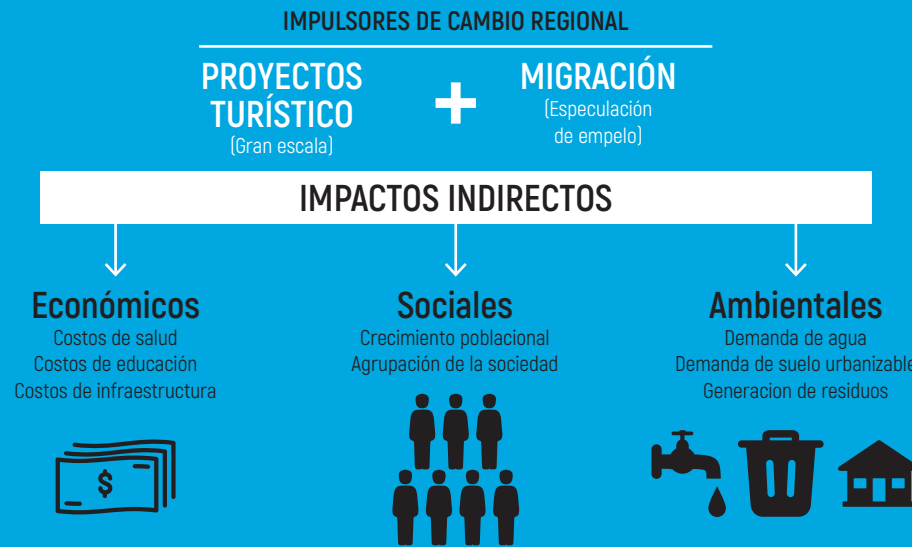 IMPULSORES DE CAMBIO REGIONAL
PROYECTOS
TURÍSTICO
(Gran escala)
+
MIGRACIÓN
(Especulación
de empelo)
IMPACTOS INDIRECTOS
Económicos
Costos de salud
Costos de educación
Costos de infraestructura
$
Sociales
Crecimiento poblacional
Agrupación de la sociedad
Ambientales
Demanda de agua
Demanda de suelo urbanizable
Generacion de residuos